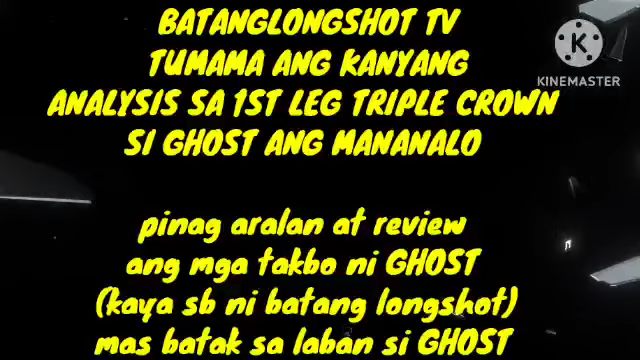 BATANGLONGSHOT TV
TUMAMA ANG KANYANG
ANALYSIS SA 1ST LEG TRIPLE CROWN
SI GHOST ANG MANANALO
KINEMASTER
pinag aralan at review
ang mga takbo ni GHOST
(kaya sb ni batang longshot)
mas batak sa laban si GHOST